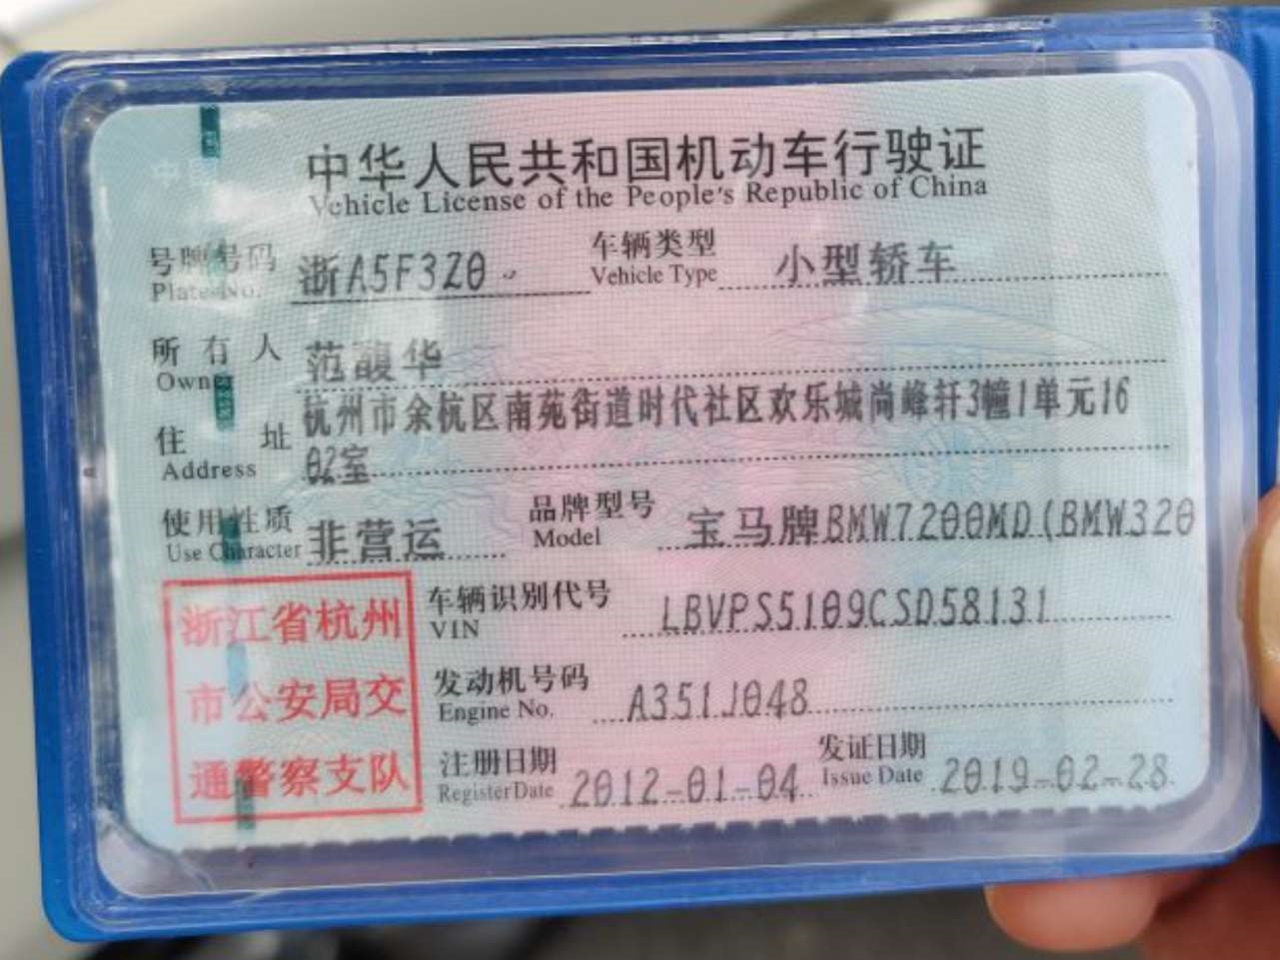 中华人民共和国机动车行驶证
Vehicle License of the People's Republic of China
号牌号码 浙A5F320 车辆类型 小型轿车
Plate No. Vehicle Type
所有人 范馥华
Owner
住址 杭州市余杭区南苑街道时代社区欢乐城尚峰轩3幢1单元16
Address 02室
使用性质 非营运 品牌型号 宝马牌BMW7200MD(BMW320
Use Character Model
浙江省杭州
市公安局交
通警察支队
车辆识别代号 LBVPS5109CSD58131
VIN
发动机号码 A351J048
Engine No.
注册日期 2012-01-04 发证日期 2019-02-28
Register Date Issue Date